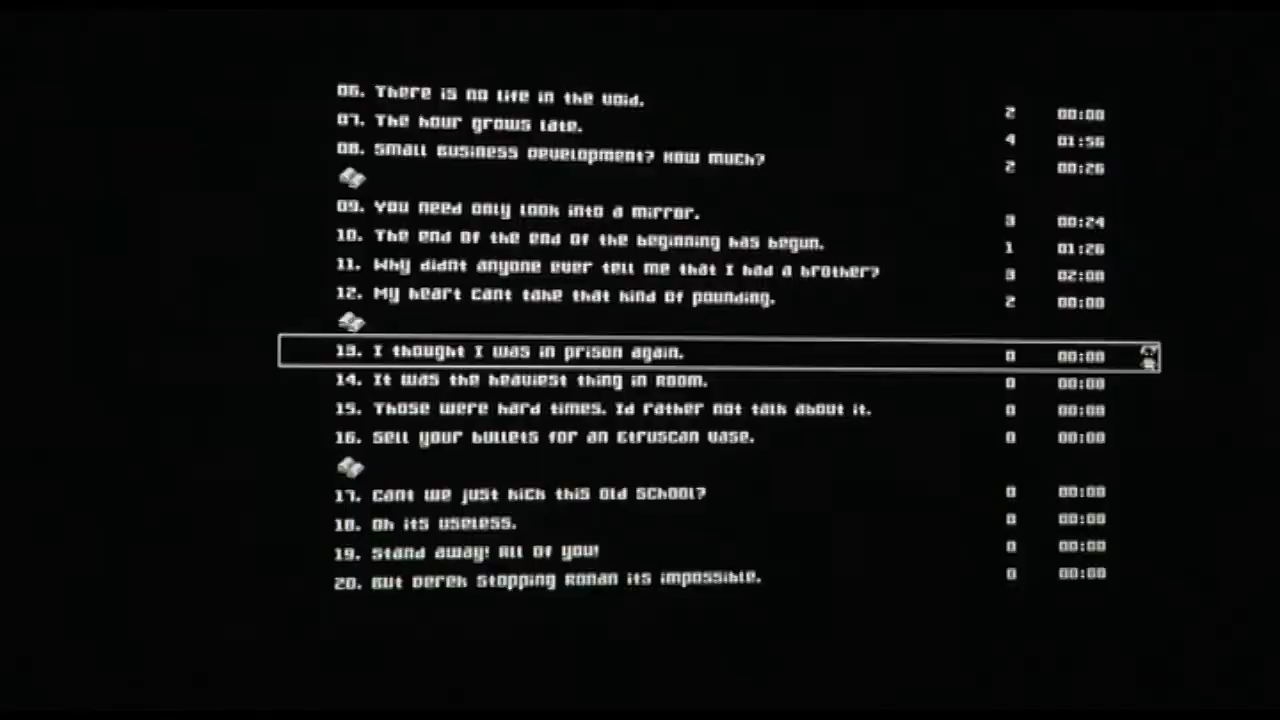 06. There is no life in the void. 2 00:00
07. The hour grows late. 4 01:56
08. Small Business Development? How much? 2 00:26
09. You need only look into a mirror. 3 00:24
10. The end of the end of the beginning has begun. 1 01:26
11. Why didnt anyone ever tell me that I had a brother? 3 02:00
12. My heart cant take that kind of pounding. 2 00:00
13. I thought I was in prison again. 0 00:00
14. It was the heaviest thing in Room. 0 00:00
15. Those were hard times. Id rather not talk about it. 0 00:00
16. Sell your bullets for an Etruscan vase. 0 00:00
17. Cant we just kick this old school? 0 00:00
18. Oh its useless. 0 00:00
19. Stand away! All of you! 0 00:00
20. But Derek stopping Ronan its impossible. 0 00:00